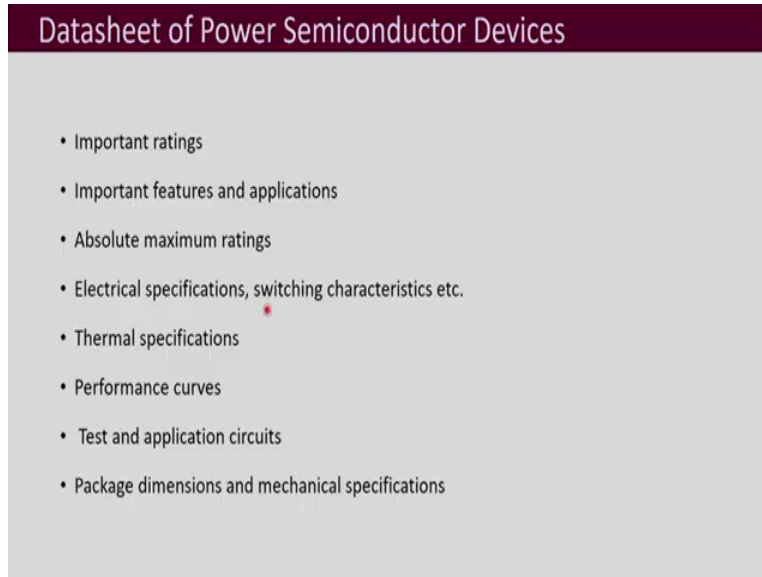 Datasheet of Power Semiconductor Devices
• Important ratings
• Important features and applications
• Absolute maximum ratings
• Electrical specifications, switching characteristics etc.
• Thermal specifications
• Performance curves
• Test and application circuits
• Package dimensions and mechanical specifications